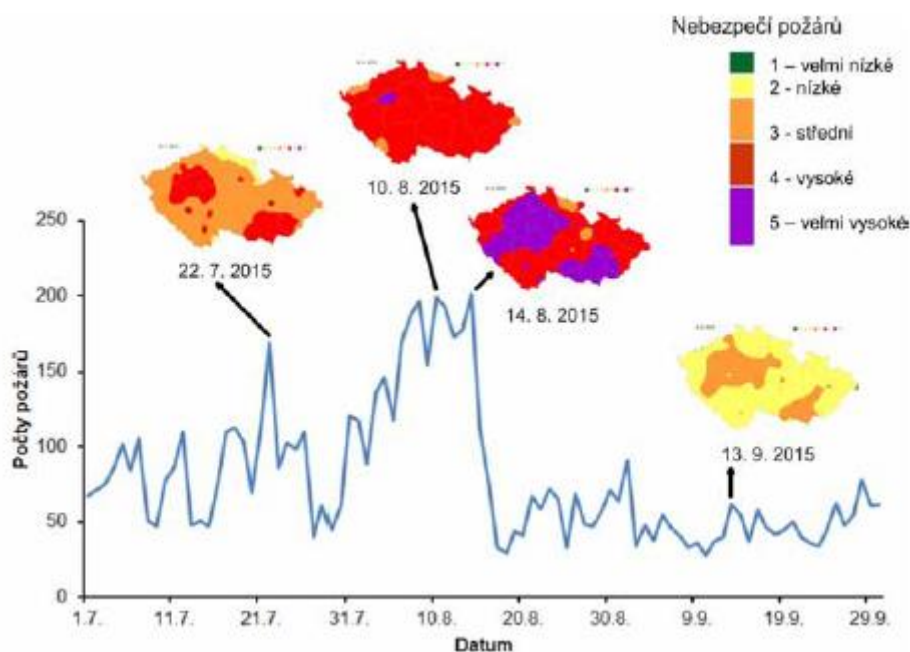 Nebezpečí požárů
1 – velmi nízké
2 - nízké
3 - střední
4 - vysoké
5 – velmi vysoké
10. 8. 2015
22. 7. 2015
14. 8. 2015
13. 9. 2015
Počty požárů
250
200
150
100
50
0
1.7. 11.7. 21.7. 31.7. 10.8. 20.8. 30.8. 9.9. 19.9. 29.9.
Datum